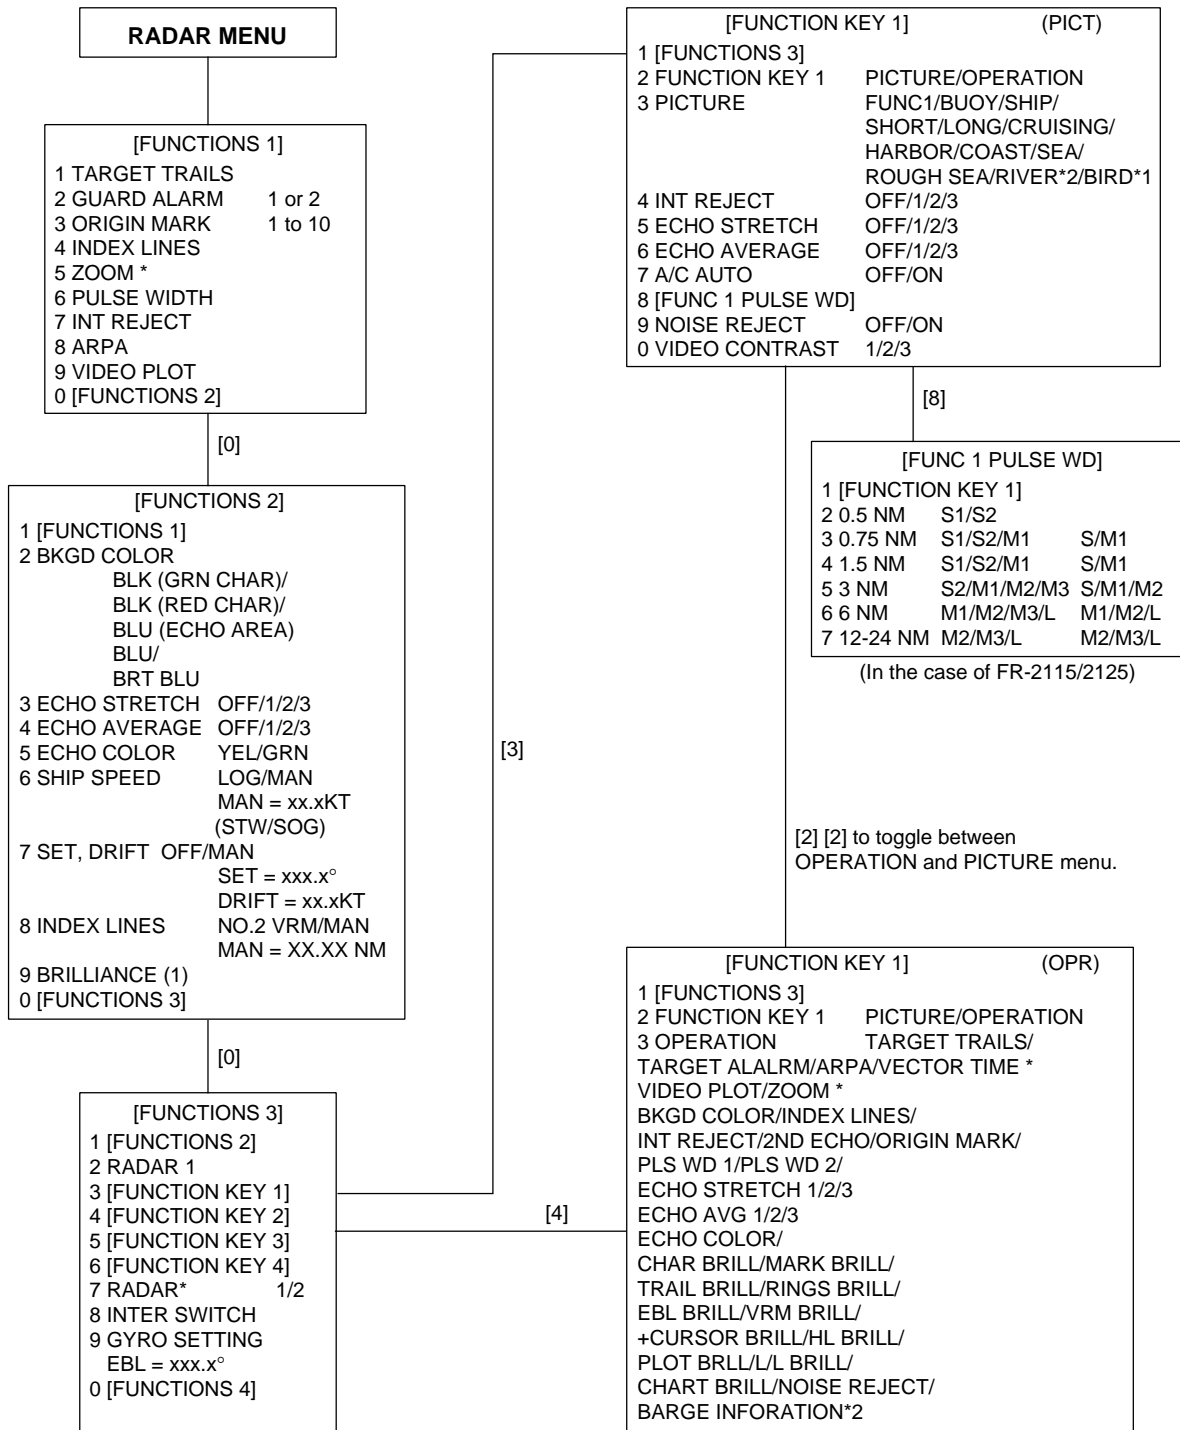 RADAR MENU
[FUNCTIONS 1]
1 TARGET TRAILS
2 GUARD ALARM 1 or 2
3 ORIGIN MARK 1 to 10
4 INDEX LINES
5 ZOOM *
6 PULSE WIDTH
7 INT REJECT
8 ARPA
9 VIDEO PLOT
0 [FUNCTIONS 2]
[0]
[FUNCTIONS 2]
1 [FUNCTIONS 1]
2 BKGD COLOR
BLK (GRN CHAR)/
BLK (RED CHAR)/
BLU (ECHO AREA)
BLU/
BRT BLU
3 ECHO STRETCH OFF/1/2/3
4 ECHO AVERAGE OFF/1/2/3
5 ECHO COLOR YEL/GRN
6 SHIP SPEED LOG/MAN
MAN = xx.xKT
(STW/SOG)
7 SET, DRIFT OFF/MAN
SET = xxx.x°
DRIFT = xx.xKT
8 INDEX LINES NO.2 VRM/MAN
MAN = XX.XX NM
9 BRILLIANCE (1)
0 [FUNCTIONS 3]
[0]
[FUNCTIONS 3]
1 [FUNCTIONS 2]
2 RADAR 1
3 [FUNCTION KEY 1]
4 [FUNCTION KEY 2]
5 [FUNCTION KEY 3]
6 [FUNCTION KEY 4]
7 RADAR* 1/2
8 INTER SWITCH
9 GYRO SETTING
EBL = xxx.x°
0 [FUNCTIONS 4]
[3]
[4]
[FUNCTION KEY 1] (PICT)
1 [FUNCTIONS 3]
2 FUNCTION KEY 1 PICTURE/OPERATION
3 PICTURE FUNC1/BUOY/SHIP/
SHORT/LONG/CRUISING/
HARBOR/COAST/SEA/
ROUGH SEA/RIVER*2/BIRD*1
4 INT REJECT OFF/1/2/3
5 ECHO STRETCH OFF/1/2/3
6 ECHO AVERAGE OFF/1/2/3
7 A/C AUTO OFF/ON
8 [FUNC 1 PULSE WD]
9 NOISE REJECT OFF/ON
0 VIDEO CONTRAST 1/2/3
[8]
[FUNC 1 PULSE WD]
1 [FUNCTION KEY 1]
2 0.5 NM S1/S2
3 0.75 NM S1/S2/M1 S/M1
4 1.5 NM S1/S2/M1 S/M1
5 3 NM S2/M1/M2/M3 S/M1/M2
6 6 NM M1/M2/M3/L M1/M2/L
7 12-24 NM M2/M3/L M2/M3/L
(In the case of FR-2115/2125)
[2] [2] to toggle between
OPERATION and PICTURE menu.
[FUNCTION KEY 1] (OPR)
1 [FUNCTIONS 3]
2 FUNCTION KEY 1 PICTURE/OPERATION
3 OPERATION TARGET TRAILS/
TARGET ALALRM/ARPA/VECTOR TIME *
VIDEO PLOT/ZOOM *
BKGD COLOR/INDEX LINES/
INT REJECT/2ND ECHO/ORIGIN MARK/
PLS WD 1/PLS WD 2/
ECHO STRETCH 1/2/3
ECHO AVG 1/2/3
ECHO COLOR/
CHAR BRILL/MARK BRILL/
TRAIL BRILL/RINGS BRILL/
EBL BRILL/VRM BRILL/
+CURSOR BRILL/HL BRILL/
PLOT BRLL/L/L BRILL/
CHART BRILL/NOISE REJECT/
BARGE INFORATION*2